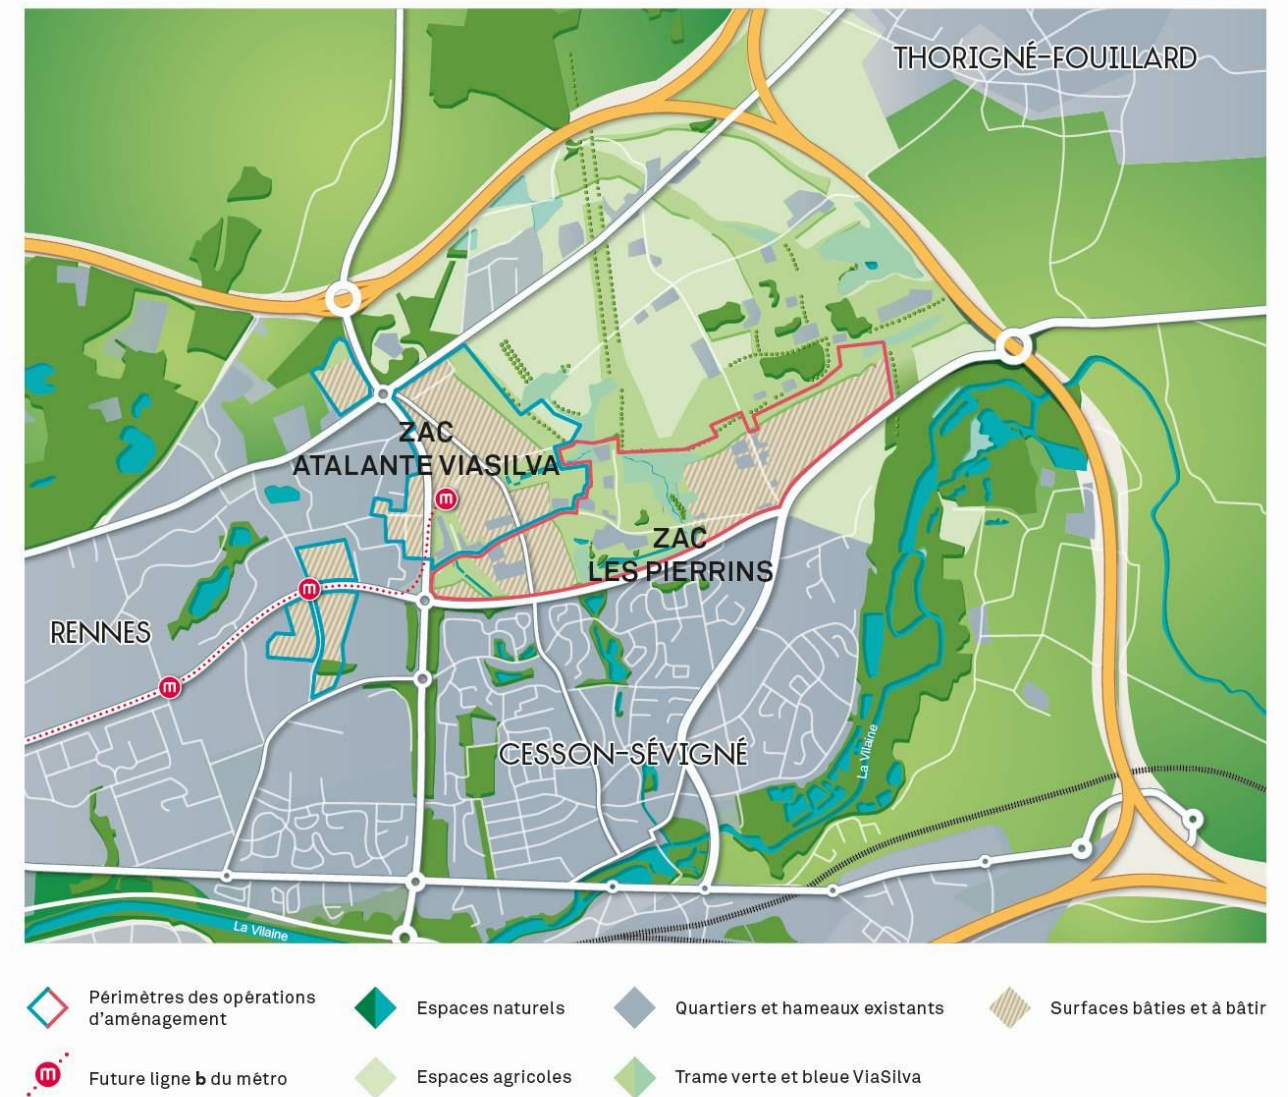 THORIGNÉ-FOUILLARD
ZAC
ATALANTE VIASILVA
m
ZAC
LES PIERRINS
m
RENNES
m
CESSON-SÉVIGNÉ
La Vilaine
La Vilaine
Périmètres des opérations
d'aménagement
Espaces naturels
Quartiers et hameaux existants
Surfaces bâties et à bâtir
m
Future ligne b du métro
Espaces agricoles
Trame verte et bleue ViaSilva